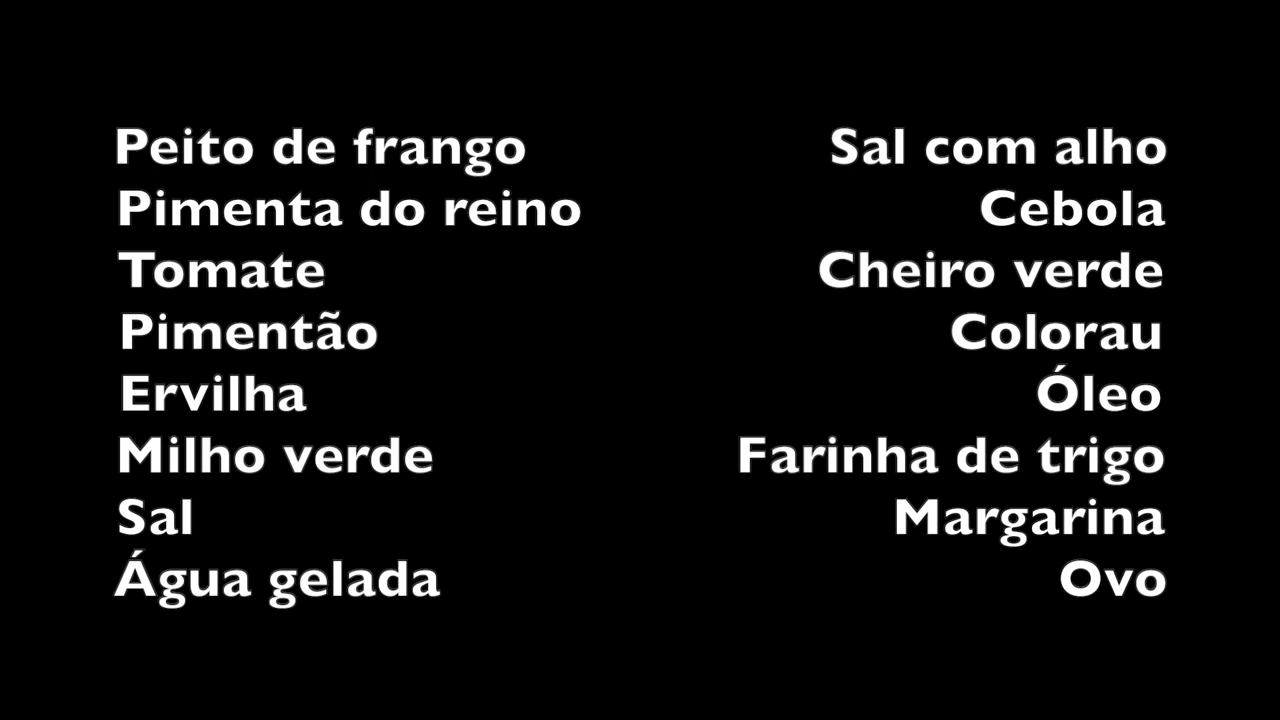 Peito de frango Sal com alho
Pimenta do reino Cebola
Tomate Cheiro verde
Pimentão Colorau
Ervilha Óleo
Milho verde Farinha de trigo
Sal Margarina
Água gelada Ovo